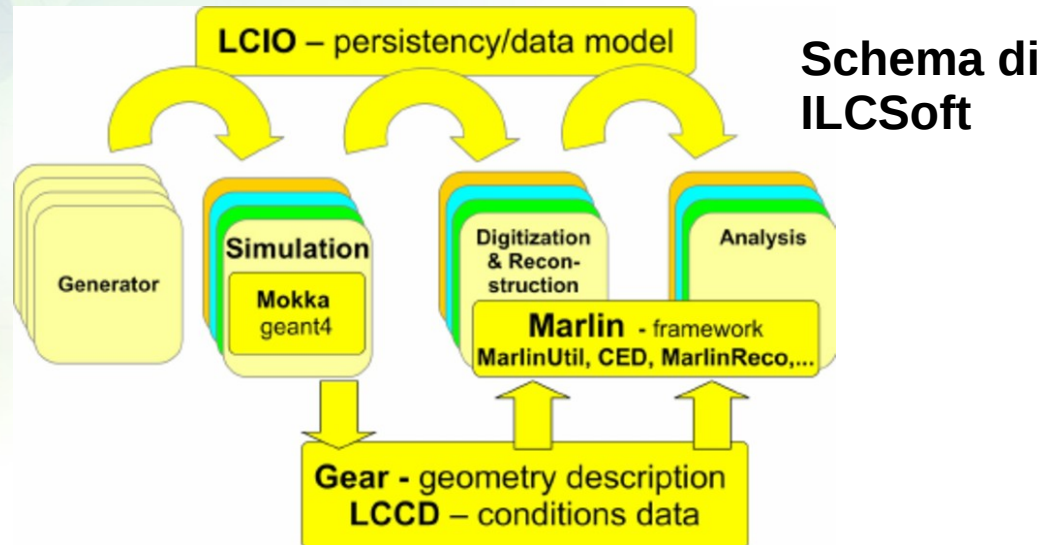 LCIO – persistency/data model
Schema di
ILCSoft
Generator
Simulation
Mokka
geant4
Digitization
& Recon-
struction
Analysis
Marlin - framework
MarlinUtil, CED, MarlinReco,...
Gear - geometry description
LCCD – conditions data